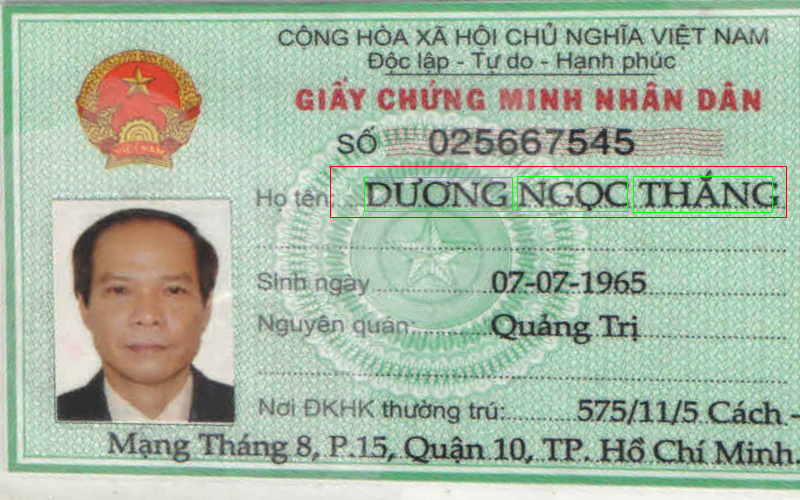 CỘNG HÒA XÃ HỘI CHỦ NGHĨA VIỆT NAM
Độc lập - Tự do - Hạnh phúc
GIẤY CHỨNG MINH NHÂN DÂN
SỐ 025667545
Họ tên: DƯƠNG NGỌC THẮNG
Sinh ngày 07-07-1965
Nguyên quán: Quảng Trị
Nơi ĐKHK thường trú: 575/11/5 Cách -
Mạng Tháng 8, P.15, Quận 10, TP. Hồ Chí Minh.